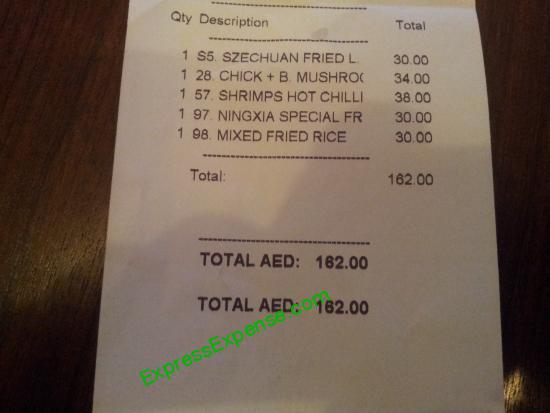 Qty Description Total
1 S5. SZECHUAN FRIED L. 30.00
1 28. CHICK + B. MUSHROO 34.00
1 57. SHRIMPS HOT CHILLI 38.00
1 97. NINGXIA SPECIAL FR 30.00
1 98. MIXED FRIED RICE 30.00
Total: 162.00
TOTAL AED: 162.00
TOTAL AED: 162.00
ExpressExpense.com